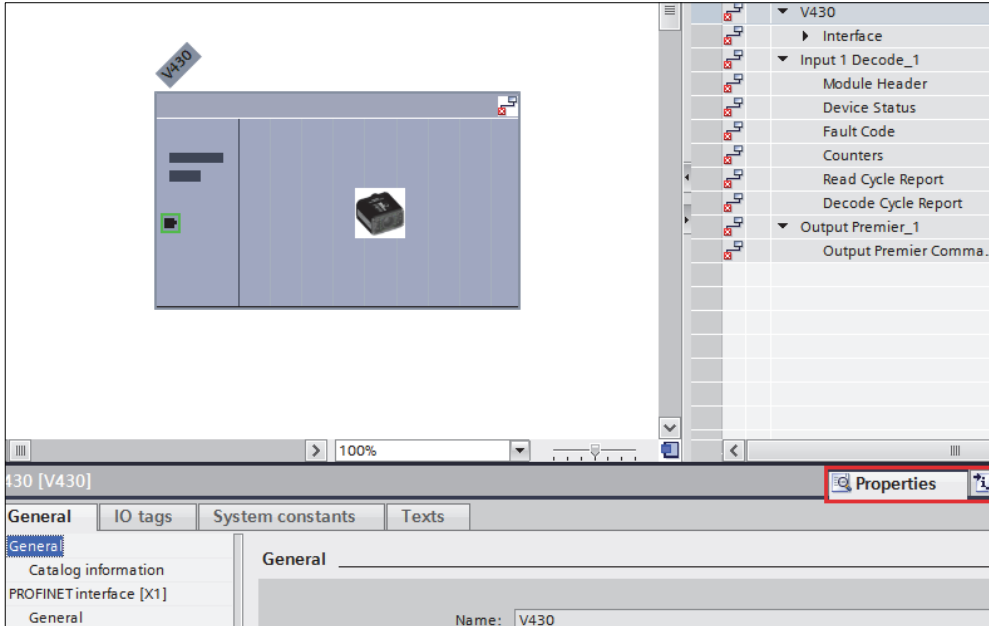 V430
V430
Interface
Input 1 Decode_1
Module Header
Device Status
Fault Code
Counters
Read Cycle Report
Decode Cycle Report
Output Premier_1
Output Premier Comma.
100%
430 [V430]
Properties
General
IO tags
System constants
Texts
General
Catalog information
PROFINET interface [X1]
General
General
Name: V430